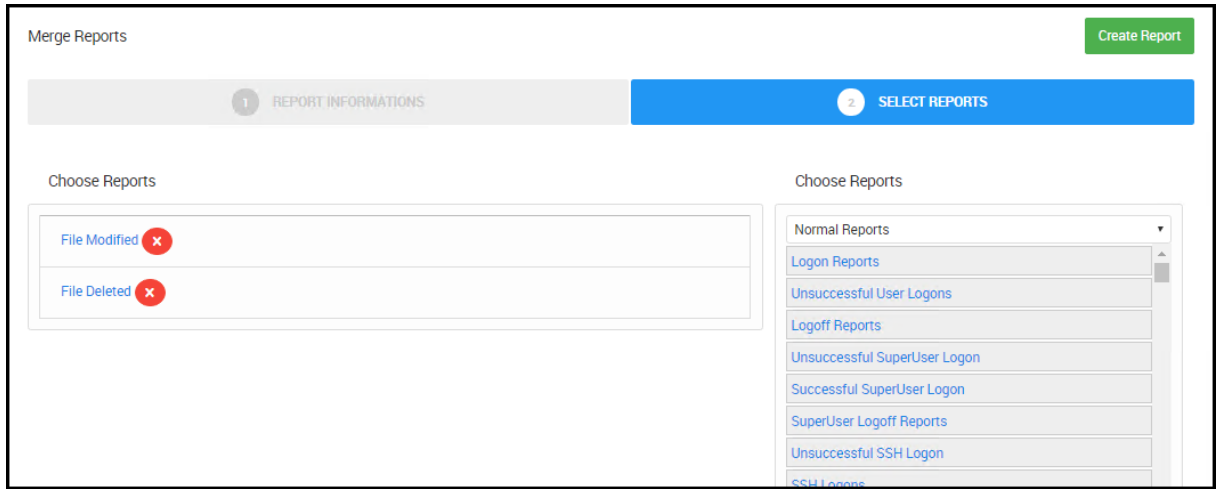 Merge Reports
Create Report
1 REPORT INFORMATIONS
2 SELECT REPORTS
Choose Reports
File Modified
File Deleted
Choose Reports
Normal Reports
Logon Reports
Unsuccessful User Logons
Logoff Reports
Unsuccessful SuperUser Logon
Successful SuperUser Logon
SuperUser Logoff Reports
Unsuccessful SSH Logon
SSH Logons